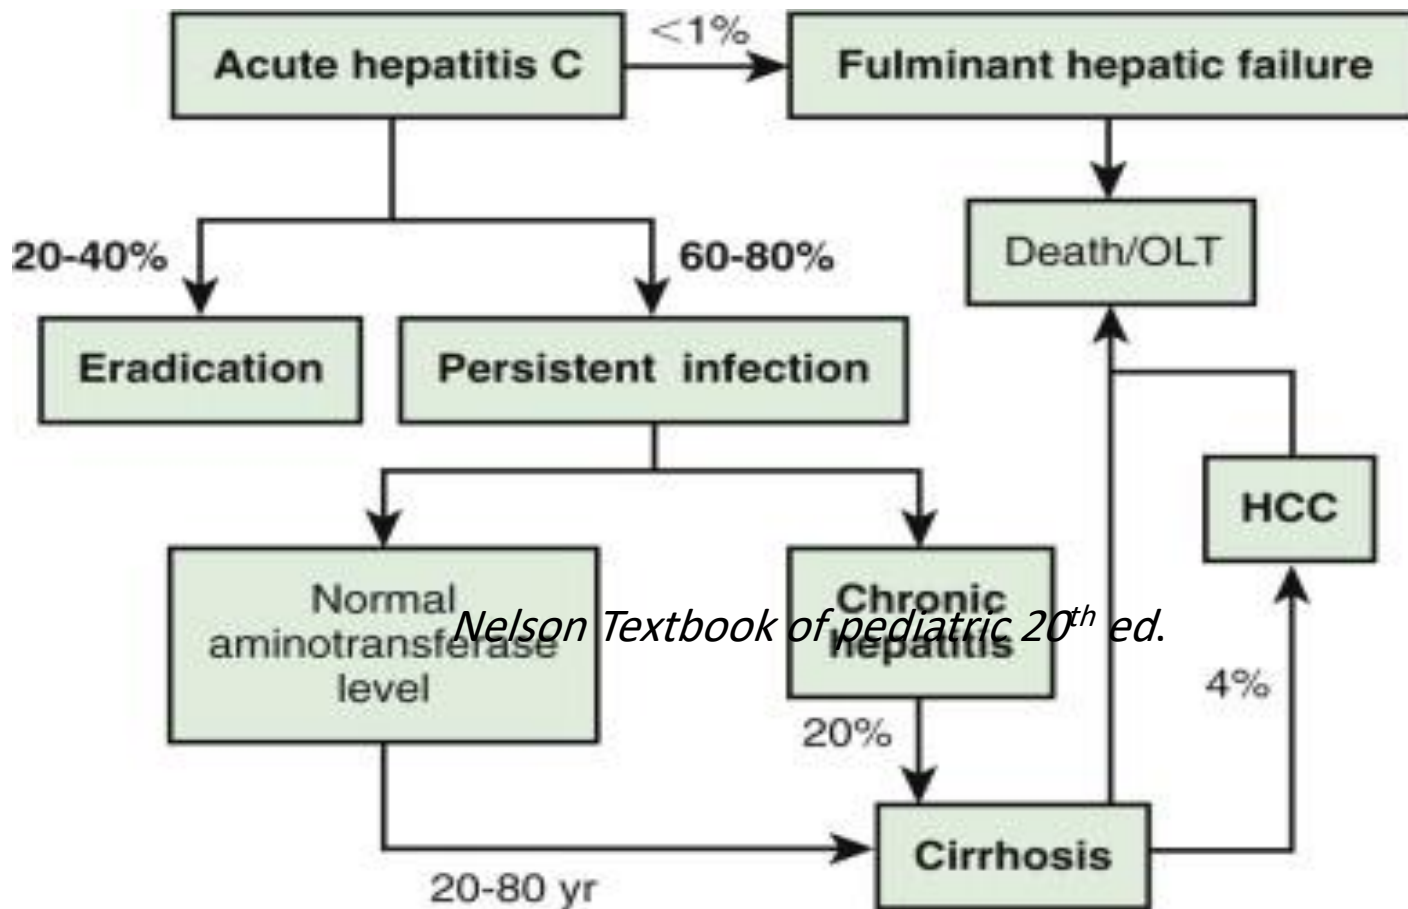 <1%
Acute hepatitis C
Fulminant hepatic failure
20-40%
60-80%
Death/OLT
Eradication
Persistent infection
HCC
Normal
aminotransferase
level
Chronic
hepatitis
Nelson Textbook of pediatric 20th ed.
4%
20%
Cirrhosis
20-80 yr